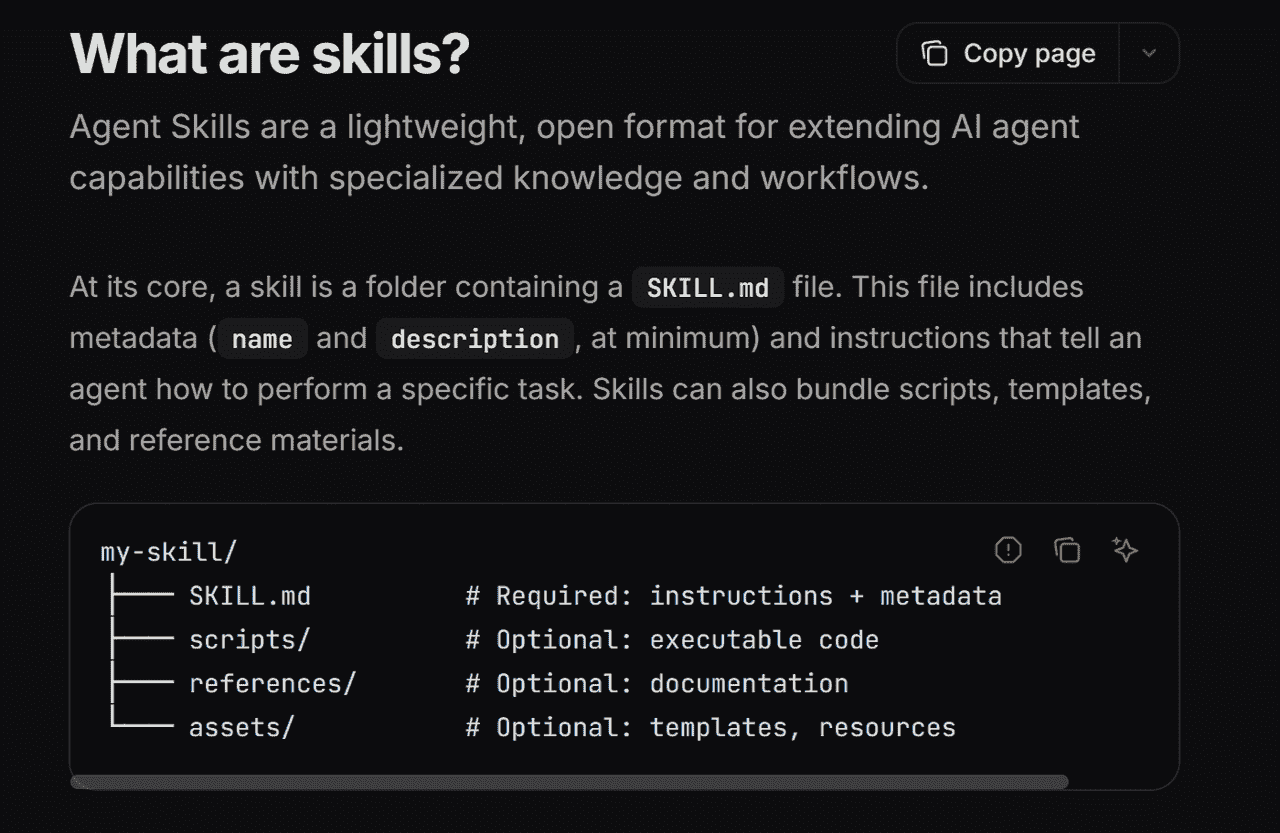 What are skills?
Copy page
Agent Skills are a lightweight, open format for extending AI agent
capabilities with specialized knowledge and workflows.
At its core, a skill is a folder containing a SKILL.md file. This file includes
metadata ( name and description , at minimum) and instructions that tell an
agent how to perform a specific task. Skills can also bundle scripts, templates,
and reference materials.
my-skill/
├── SKILL.md # Required: instructions + metadata
├── scripts/ # Optional: executable code
├── references/ # Optional: documentation
└── assets/ # Optional: templates, resources